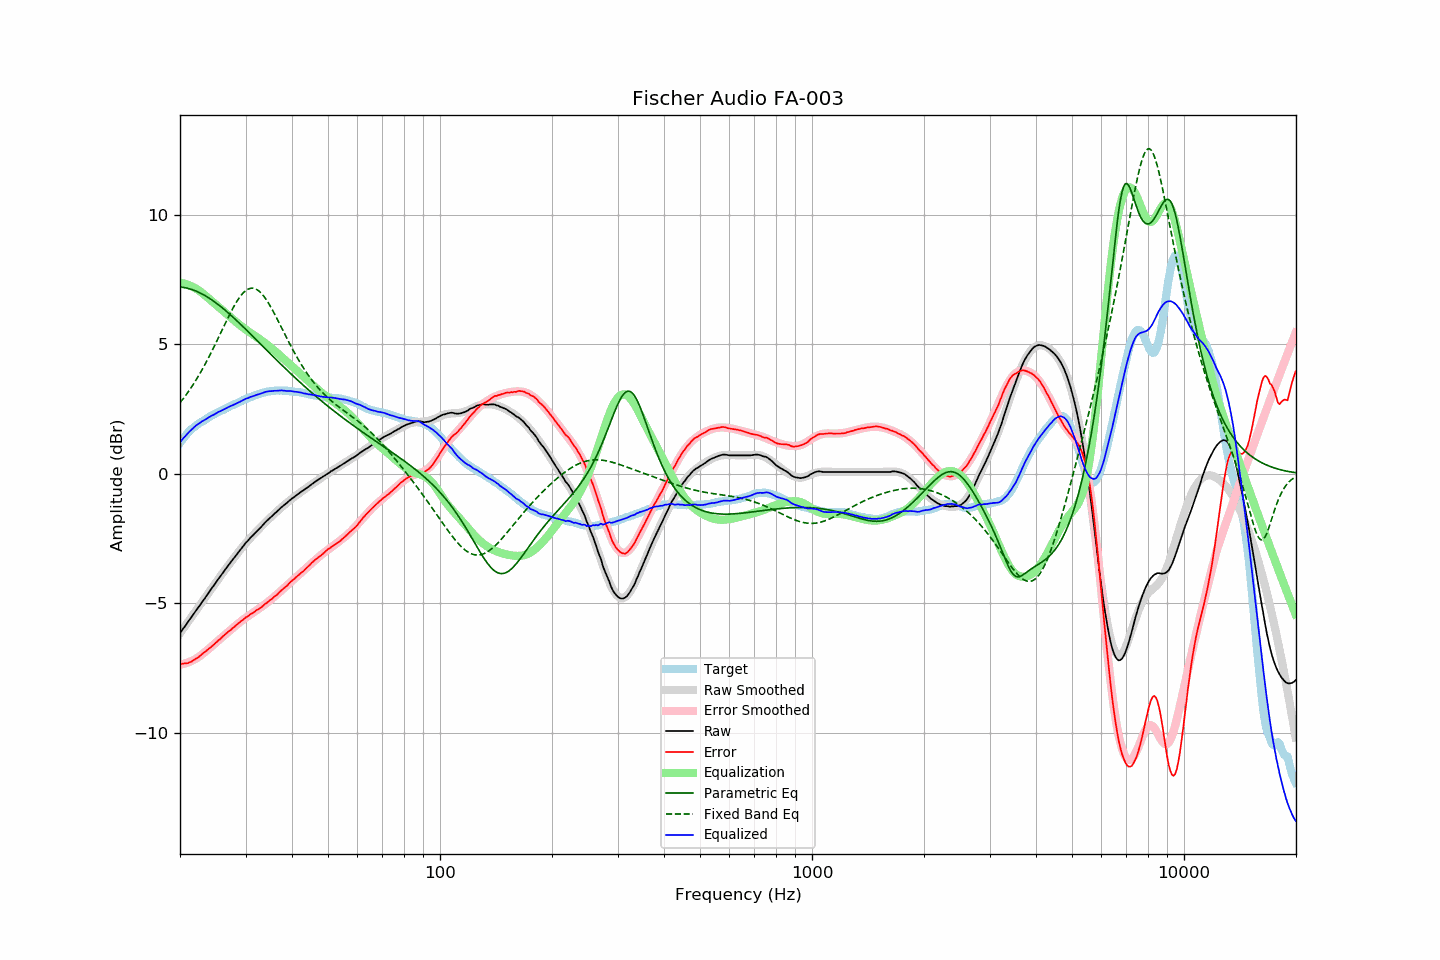 Fischer Audio FA-003
Amplitude (dBr)
10
5
0
−5
−10
Target
Raw Smoothed
Error Smoothed
Raw
Error
Equalization
Parametric Eq
Fixed Band Eq
Equalized
100
1000
10000
Frequency (Hz)